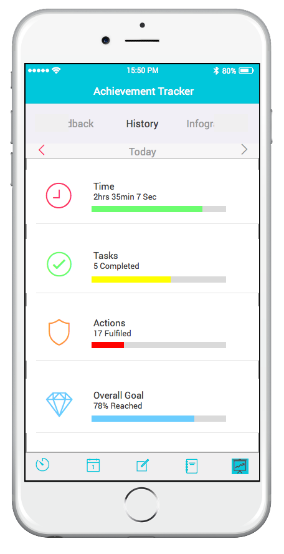 15:50 PM 80%
Achievement Tracker
History
Today
Time
2hrs 35min 7 Sec
Tasks
5 Completed
Actions
17 Fulfiled
Overall Goal
78% Reached
1